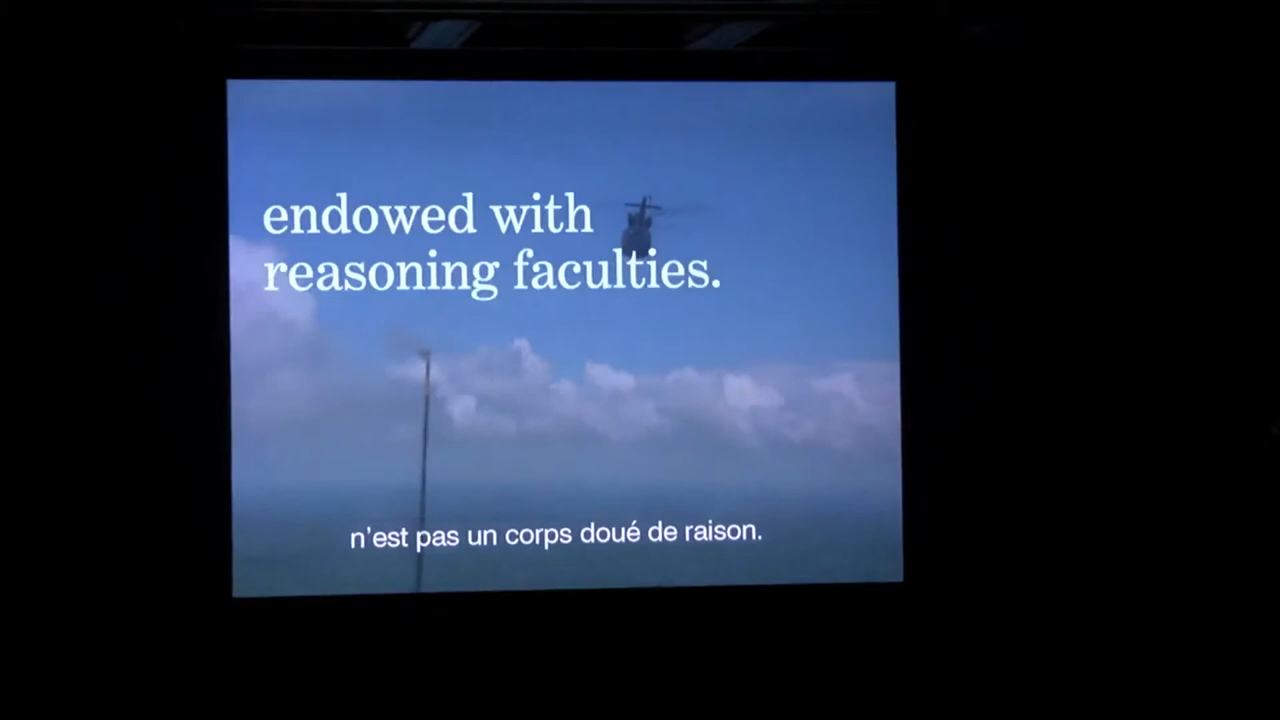 endowed with
reasoning faculties.
n'est pas un corps doué de raison.